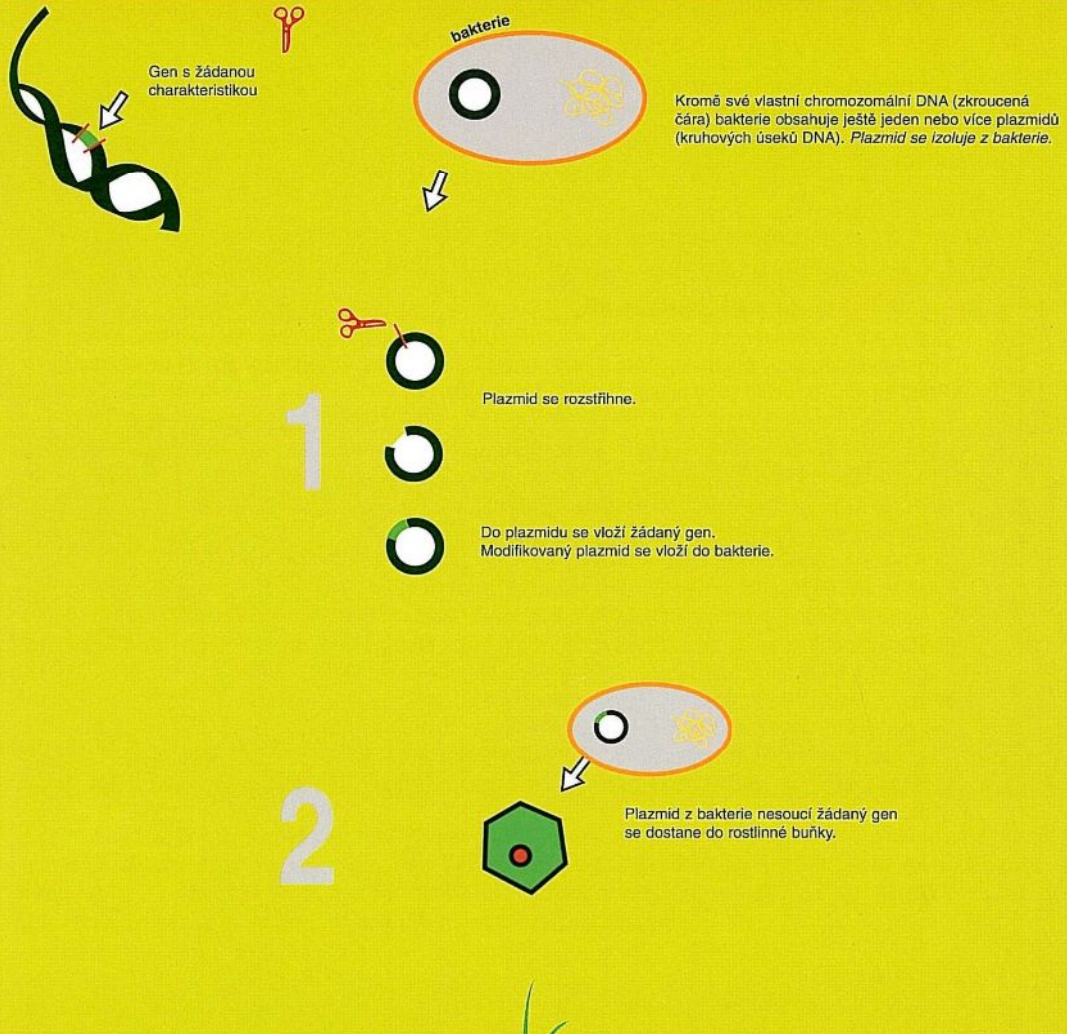 Gen s žádanou
charakteristikou
bakterie
Kromě své vlastní chromozomální DNA (zkroucená
čára) bakterie obsahuje ještě jeden nebo více plazmidů
(kruhových úseků DNA). Plazmid se izoluje z bakterie.
1
Plazmid se rozstřihne.
Do plazmidu se vloží žádaný gen.
Modifikovaný plazmid se vloží do bakterie.
2
Plazmid z bakterie nesoucí žádaný gen
se dostane do rostlinné buňky.